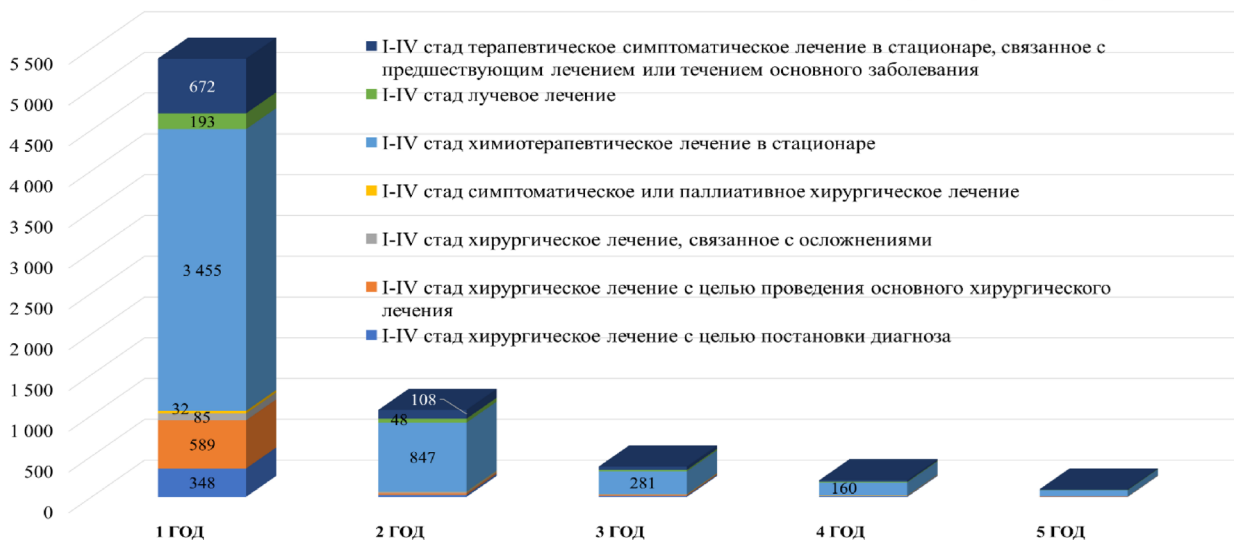 I-IV стад терапевтическое симптоматическое лечение в стационаре, связанное с
предшествующим лечением или течением основного заболевания
I-IV стад лучевое лечение
I-IV стад химиотерапевтическое лечение в стационаре
I-IV стад симптоматическое или паллиативное хирургическое лечение
I-IV стад хирургическое лечение, связанное с осложнениями
I-IV стад хирургическое лечение с целью проведения основного хирургического
лечения
I-IV стад хирургическое лечение с целью постановки диагноза
5 500
5 000
4 500
4 000
3 500
3 000
2 500
2 000
1 500
1 000
500
0
672
193
3 455
32
85
589
348
108
48
847
281
160
1 ГОД
2 ГОД
3 ГОД
4 ГОД
5 ГОД